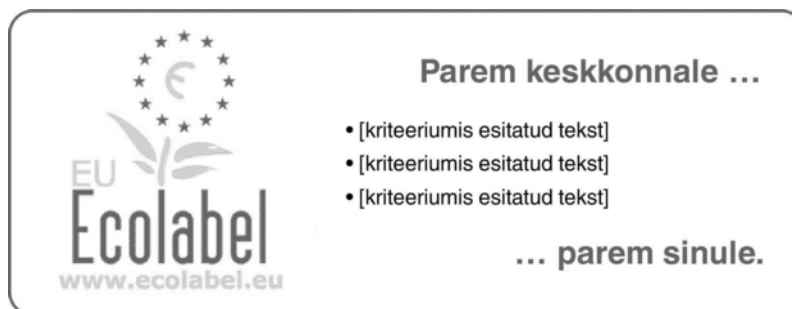 EU
Ecolabel
www.ecolabel.eu
Parem keskkonnale …
• [kriteeriumis esitatud tekst]
• [kriteeriumis esitatud tekst]
• [kriteeriumis esitatud tekst]
… parem sinule.